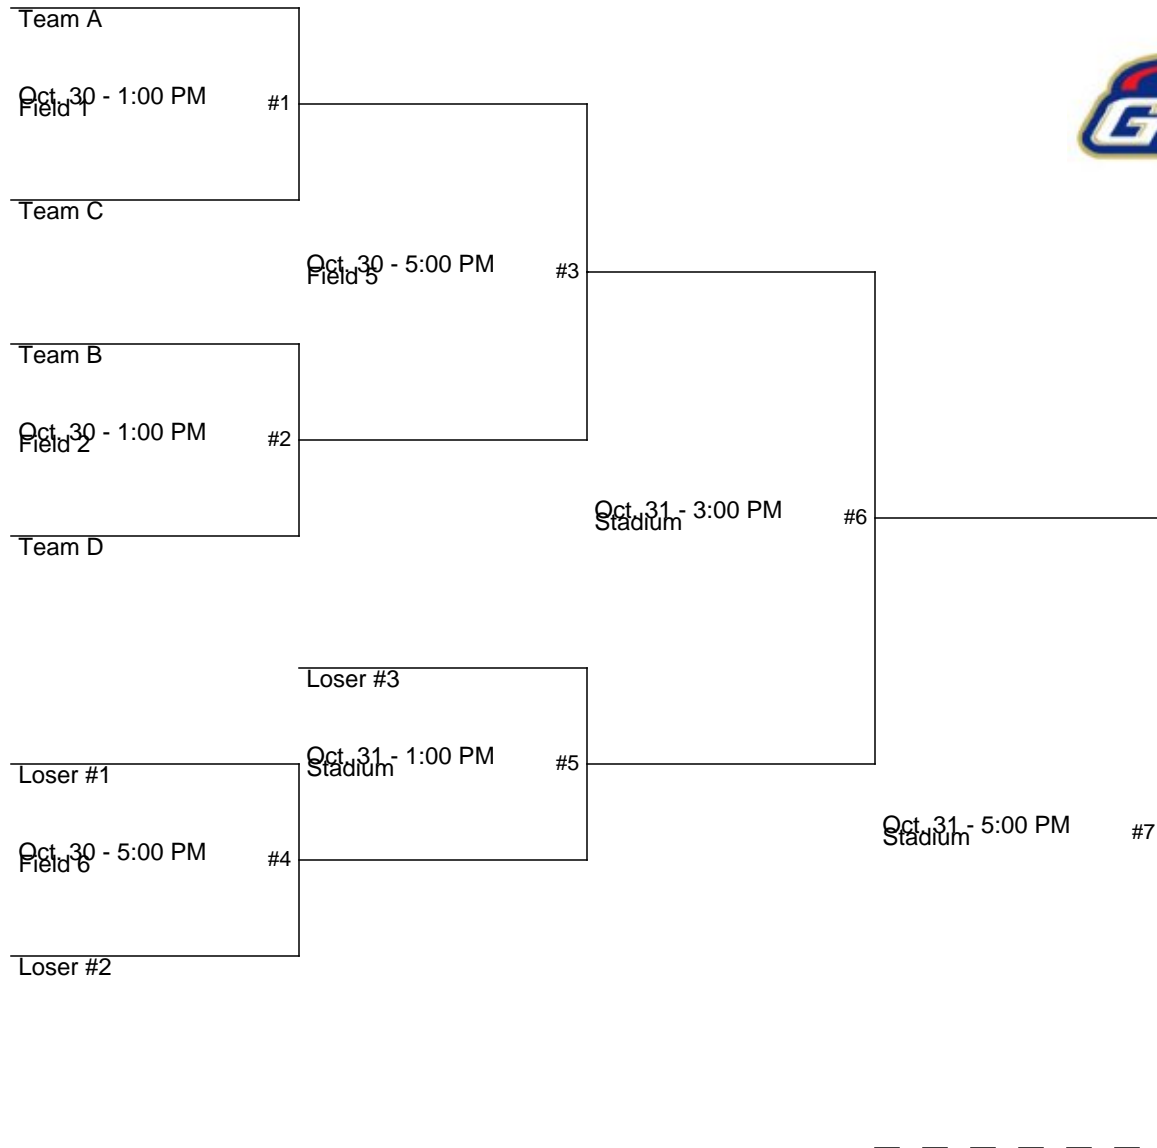 Team A
Oct. 30 - 1:00 PM
Field 1
#1
Team C
Oct. 30 - 5:00 PM
Field 5
#3
Team B
Oct. 30 - 1:00 PM
Field 2
#2
Oct. 31 - 3:00 PM
Stadium
#6
Team D
Loser #3
Oct. 31 - 1:00 PM
Stadium
#5
Loser #1
Oct. 31 - 5:00 PM
Stadium
#7
Oct. 30 - 5:00 PM
Field 6
#4
Loser #2